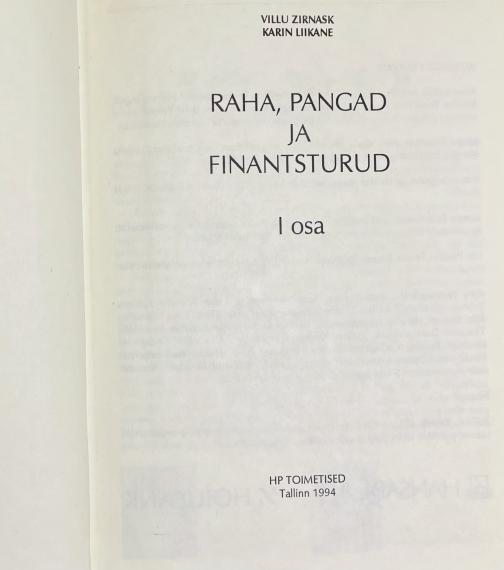 VILLU ZIRNASK
KARIN LIIKANE
RAHA, PANGAD
JA
FINANTSTURUD
I osa
HP TOIMETISED
Tallinn 1994